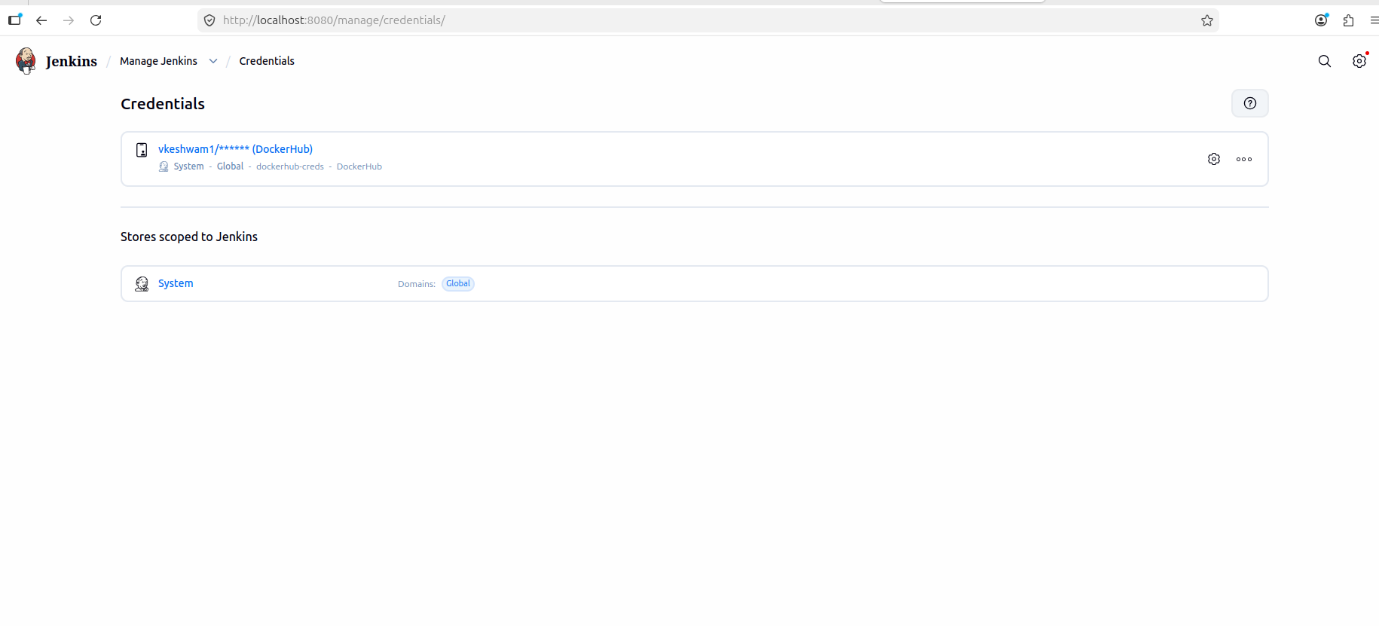 http://localhost:8080/manage/credentials/
Jenkins / Manage Jenkins / Credentials
Credentials
vkeshwam1/****** (DockerHub)
System - Global - dockerhub-creds - DockerHub
Stores scoped to Jenkins
System Domains: Global